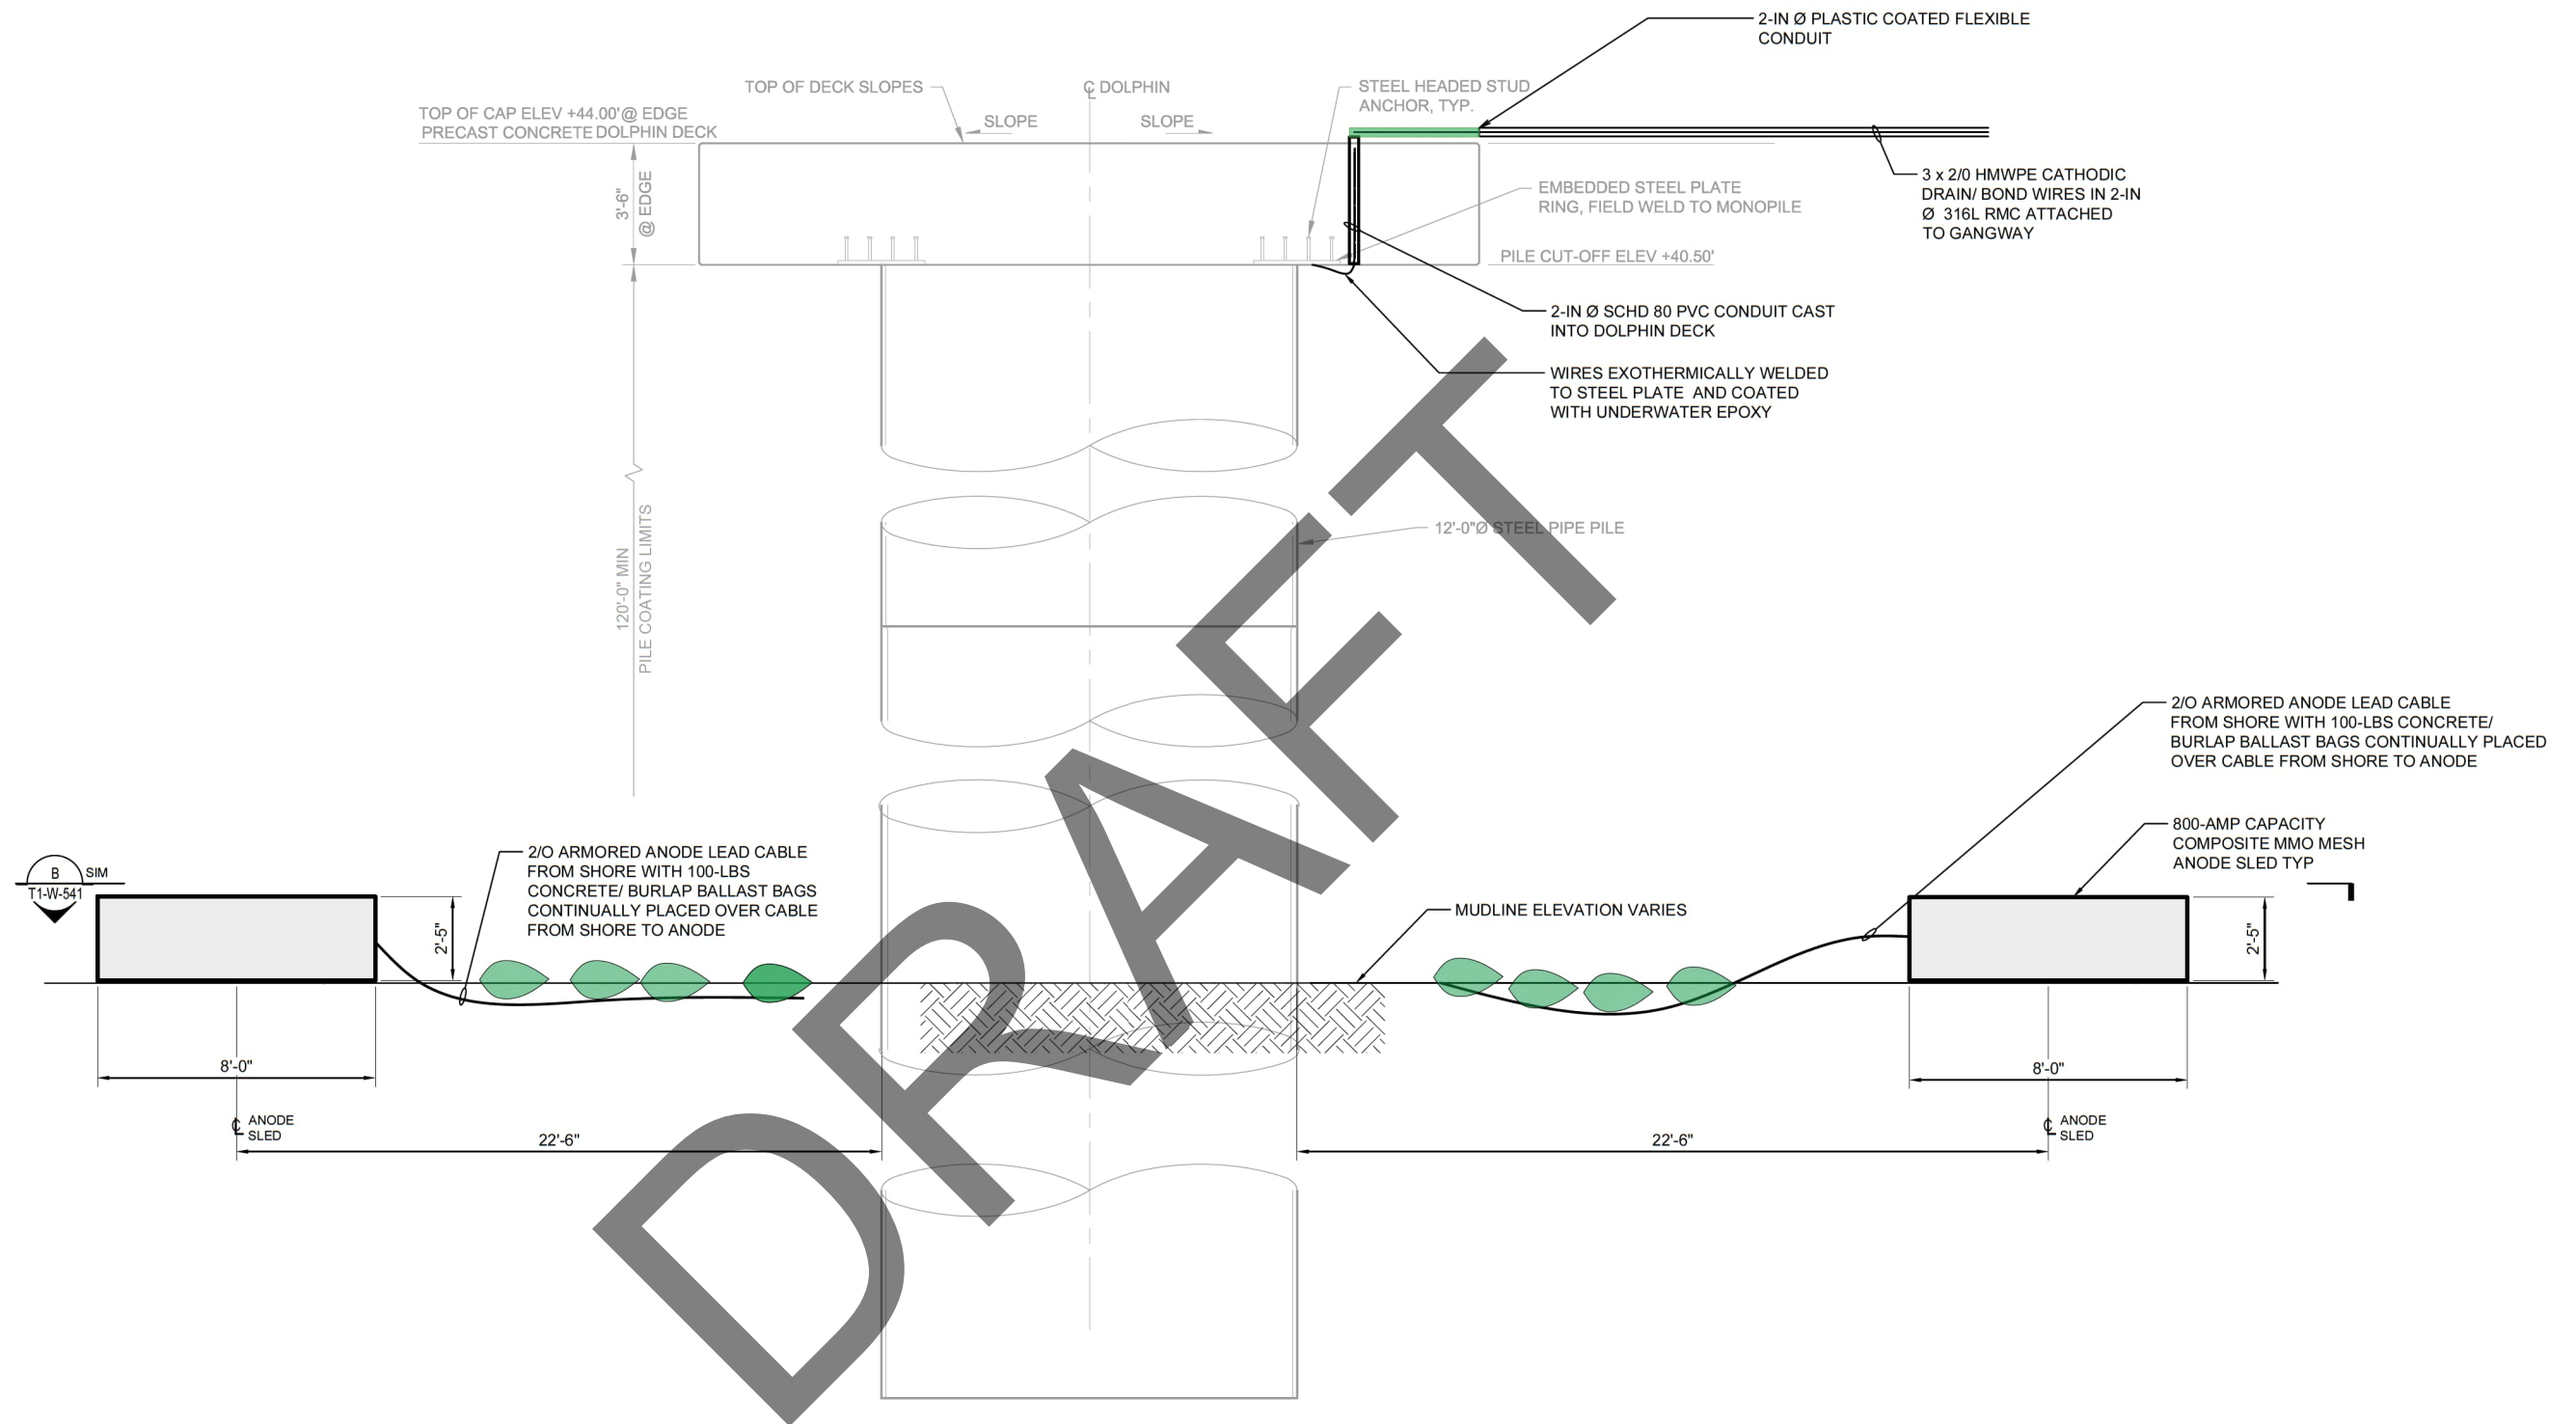 2-IN Ø PLASTIC COATED FLEXIBLE
CONDUIT
TOP OF DECK SLOPES
℄ DOLPHIN
STEEL HEADED STUD
ANCHOR, TYP.
TOP OF CAP ELEV +44.00'@ EDGE
PRECAST CONCRETE DOLPHIN DECK
SLOPE
SLOPE
3'-6"
@ EDGE
3 x 2/0 HMWPE CATHODIC
DRAIN/ BOND WIRES IN 2-IN
Ø 316L RMC ATTACHED
TO GANGWAY
EMBEDDED STEEL PLATE
RING, FIELD WELD TO MONOPILE
PILE CUT-OFF ELEV +40.50'
2-IN Ø SCHD 80 PVC CONDUIT CAST
INTO DOLPHIN DECK
WIRES EXOTHERMICALLY WELDED
TO STEEL PLATE AND COATED
WITH UNDERWATER EPOXY
12'-0"Ø STEEL PIPE PILE
120'-0" MIN
PILE COATING LIMITS
2/O ARMORED ANODE LEAD CABLE
FROM SHORE WITH 100-LBS CONCRETE/
BURLAP BALLAST BAGS CONTINUALLY PLACED
OVER CABLE FROM SHORE TO ANODE
800-AMP CAPACITY
COMPOSITE MMO MESH
ANODE SLED TYP
B
SIM
T1-W-541
2/O ARMORED ANODE LEAD CABLE
FROM SHORE WITH 100-LBS
CONCRETE/ BURLAP BALLAST BAGS
CONTINUALLY PLACED OVER CABLE
FROM SHORE TO ANODE
MUDLINE ELEVATION VARIES
2'-5"
2'-5"
8'-0"
8'-0"
℄ ANODE
SLED
℄ ANODE
SLED
22'-6"
22'-6"
DRAFT